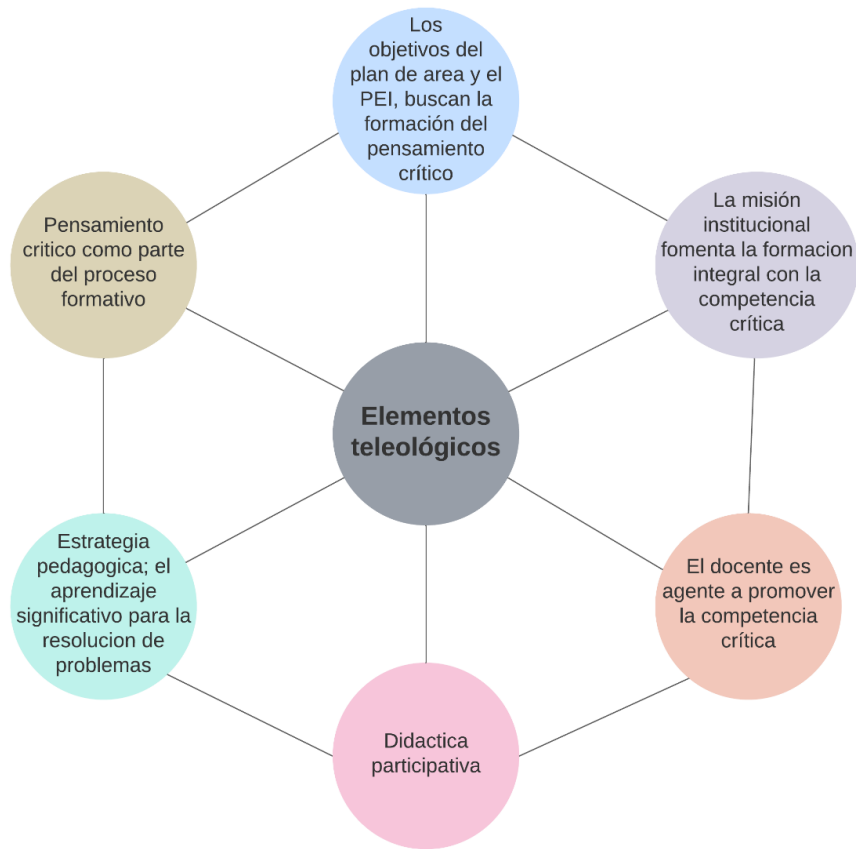 Los
objetivos del
plan de area y el
PEI, buscan la
formación del
pensamiento
crítico
Pensamiento
critico como parte
del proceso
formativo
La misión
institucional
fomenta la formacion
integral con la
competencia
crítica
Elementos
teleológicos
Estrategia
pedagogica; el
aprendizaje
significativo para la
resolucion de
problemas
El docente es
agente a promover
la competencia
crítica
Didactica
participativa